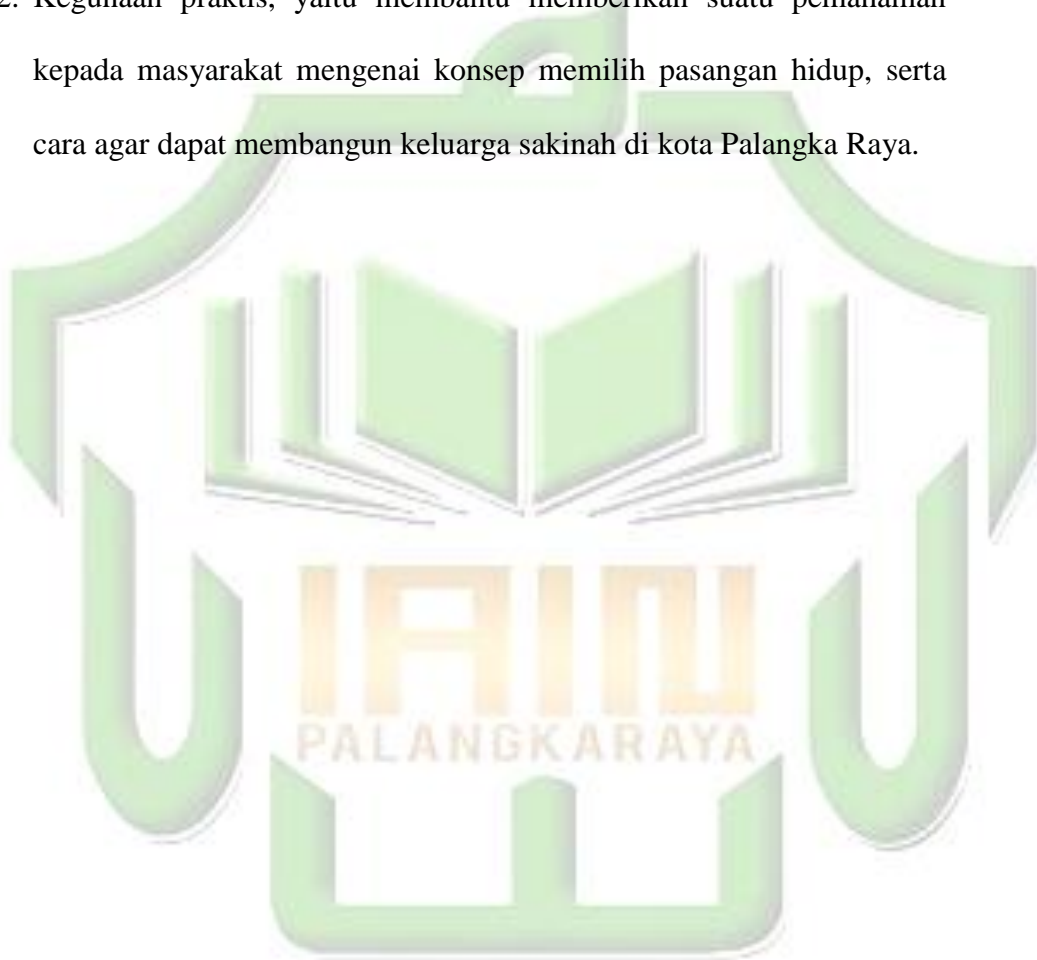 2. Kegunaan praktis, yaitu membantu memberikan suatu pemahaman
kepada masyarakat mengenai konsep memilih pasangan hidup, serta
cara agar dapat membangun keluarga sakinah di kota Palangka Raya.
IAIN
PALANGKARAYA